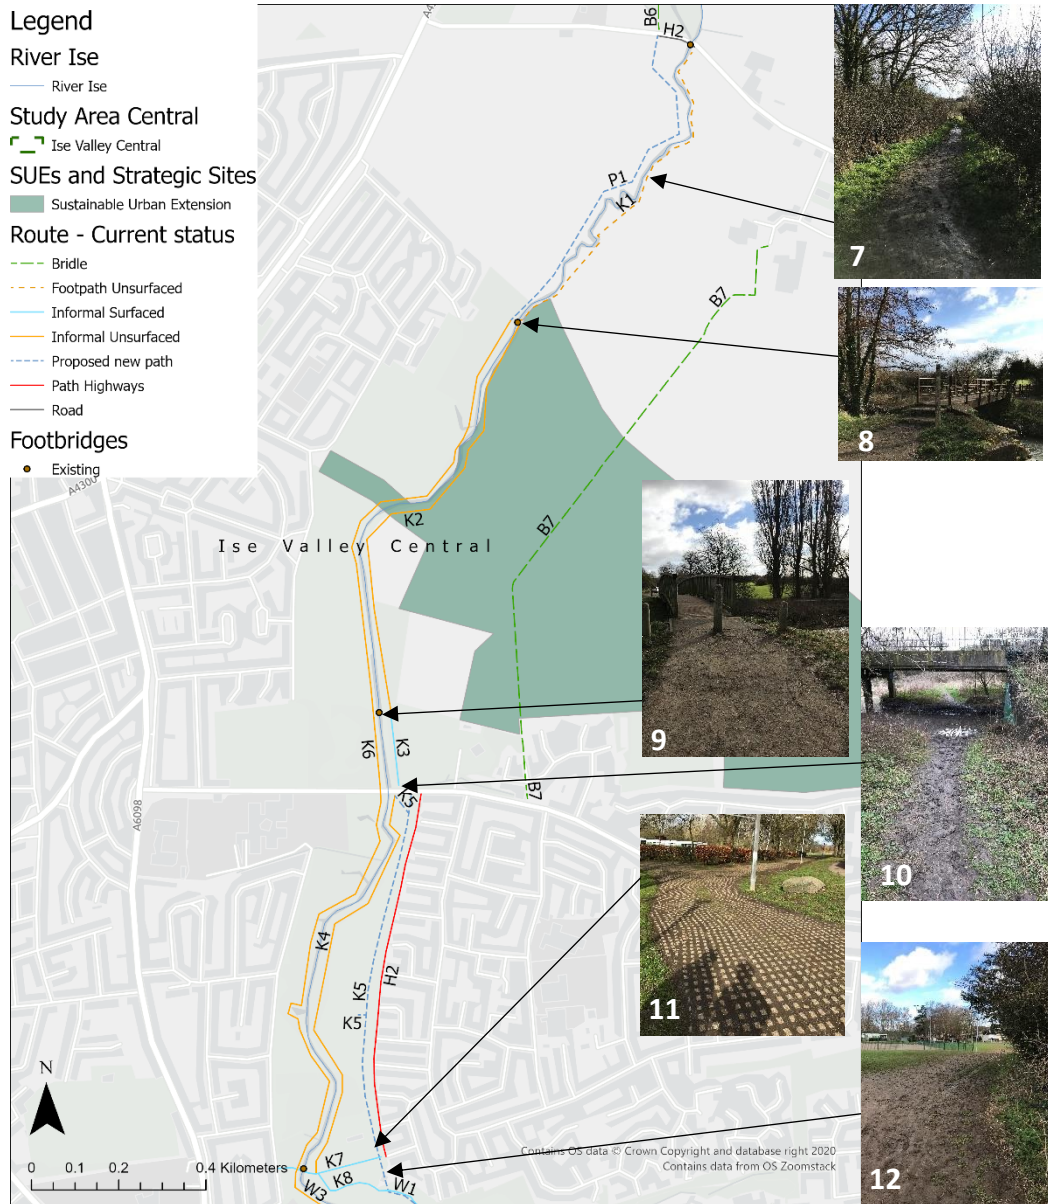 Legend
River Ise
River Ise
Study Area Central
Ise Valley Central
SUEs and Strategic Sites
Sustainable Urban Extension
Route - Current status
Bridle
Footpath Unsurfaced
Informal Surfaced
Informal Unsurfaced
Proposed new path
Path Highways
Road
Footbridges
Existing
B6
H2
P1
K1
7
B7
8
A4300
K2
B7
Ise Valley Central
9
K6
K3
10
B7
K5
A6098
K4
H2
K5
K5
11
N
Contains OS data © Crown Copyright and database right 2020
Contains data from OS Zoomstack
0 0.2 0.4 Kilometers
K7
K8
W3
W1
12